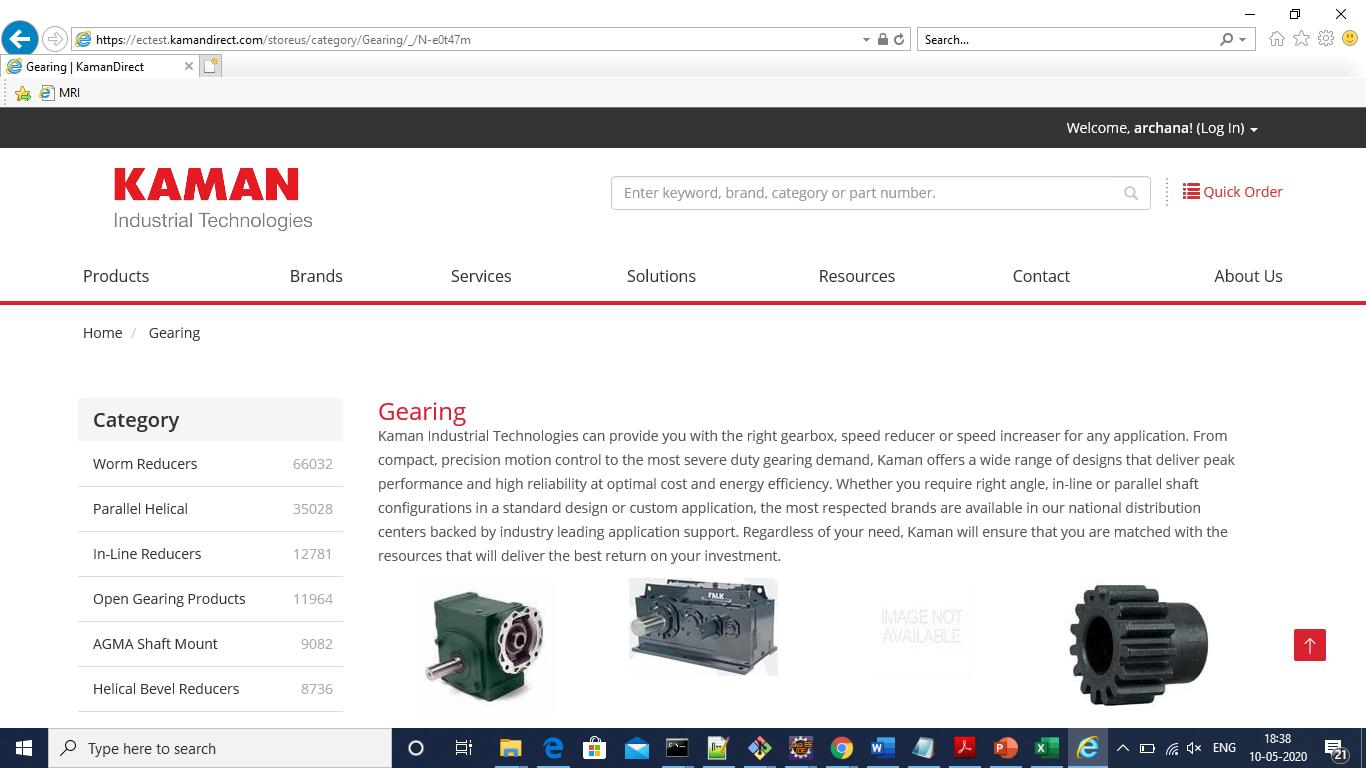 https://ectest.kamandirect.com/storeus/category/Gearing/_/N-e0t47m
Search...
Gearing | KamanDirect
MRI
Welcome, archana! (Log In)
KAMAN
Industrial Technologies
Enter keyword, brand, category or part number.
Quick Order
Products Brands Services Solutions Resources Contact About Us
Home / Gearing
Category
Worm Reducers 66032
Parallel Helical 35028
In-Line Reducers 12781
Open Gearing Products 11964
AGMA Shaft Mount 9082
Helical Bevel Reducers 8736
Gearing
Kaman Industrial Technologies can provide you with the right gearbox, speed reducer or speed increaser for any application. From
compact, precision motion control to the most severe duty gearing demand, Kaman offers a wide range of designs that deliver peak
performance and high reliability at optimal cost and energy efficiency. Whether you require right angle, in-line or parallel shaft
configurations in a standard design or custom application, the most respected brands are available in our national distribution
centers backed by industry leading application support. Regardless of your need, Kaman will ensure that you are matched with the
resources that will deliver the best return on your investment.
FALK
IMAGE NOT
AVAILABLE
Type here to search
ENG
18:38
10-05-2020
21